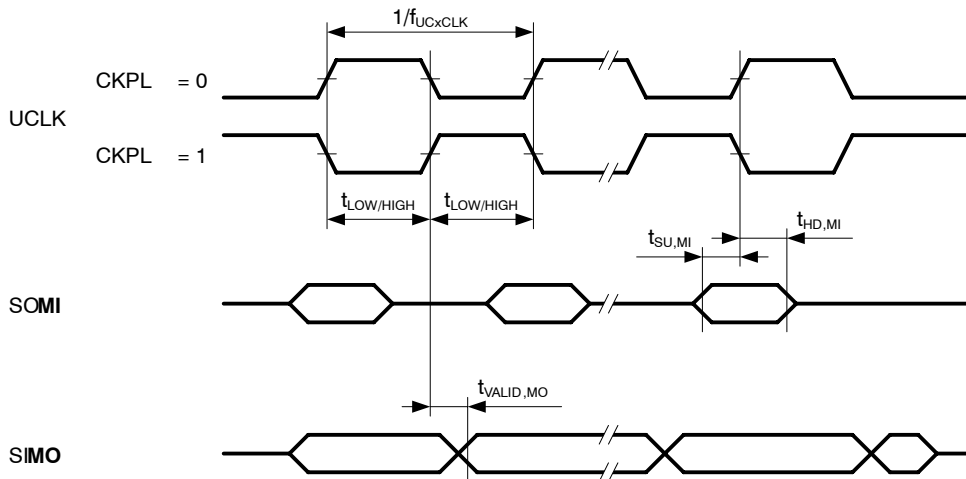 1/fUCxCLK
CKPL = 0
UCLK
CKPL = 1
tLOW/HIGH tLOW/HIGH
tSU,MI
tHD,MI
SOMI
tVALID,MO
SIMO